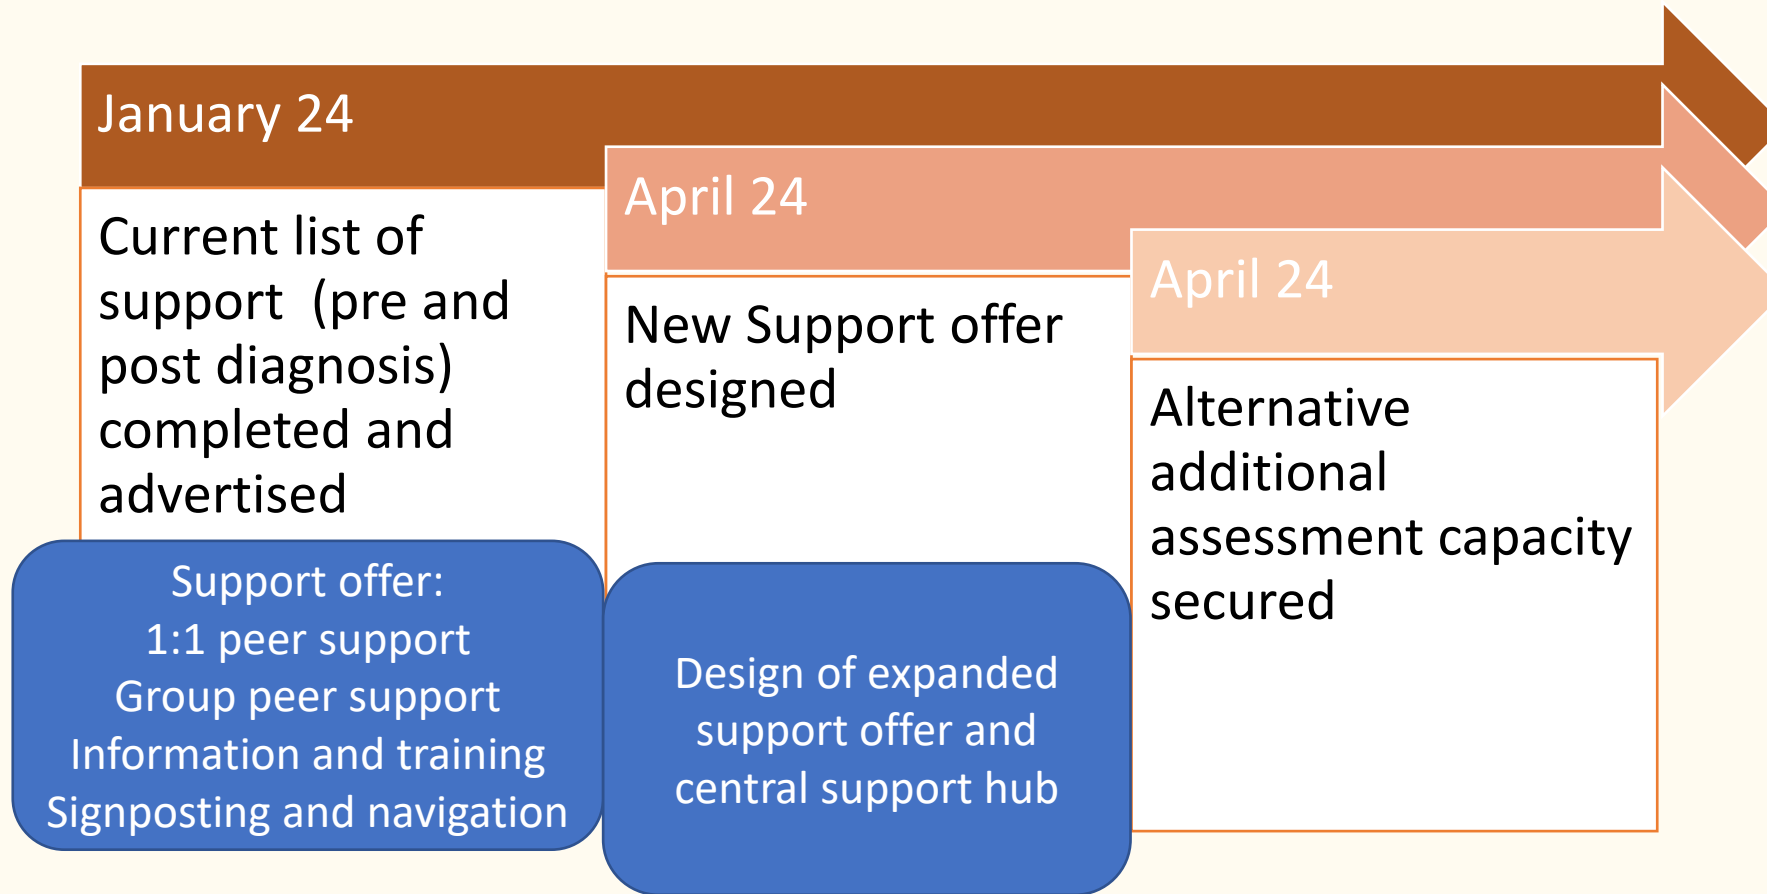 January 24
Current list of
support  (pre and
post diagnosis)
completed and
advertised
Support offer:
1:1 peer support
Group peer support
Information and training
Signposting and navigation
April 24
New Support offer
designed
Design of expanded
support offer and
central support hub
April 24
Alternative
additional
assessment capacity
secured